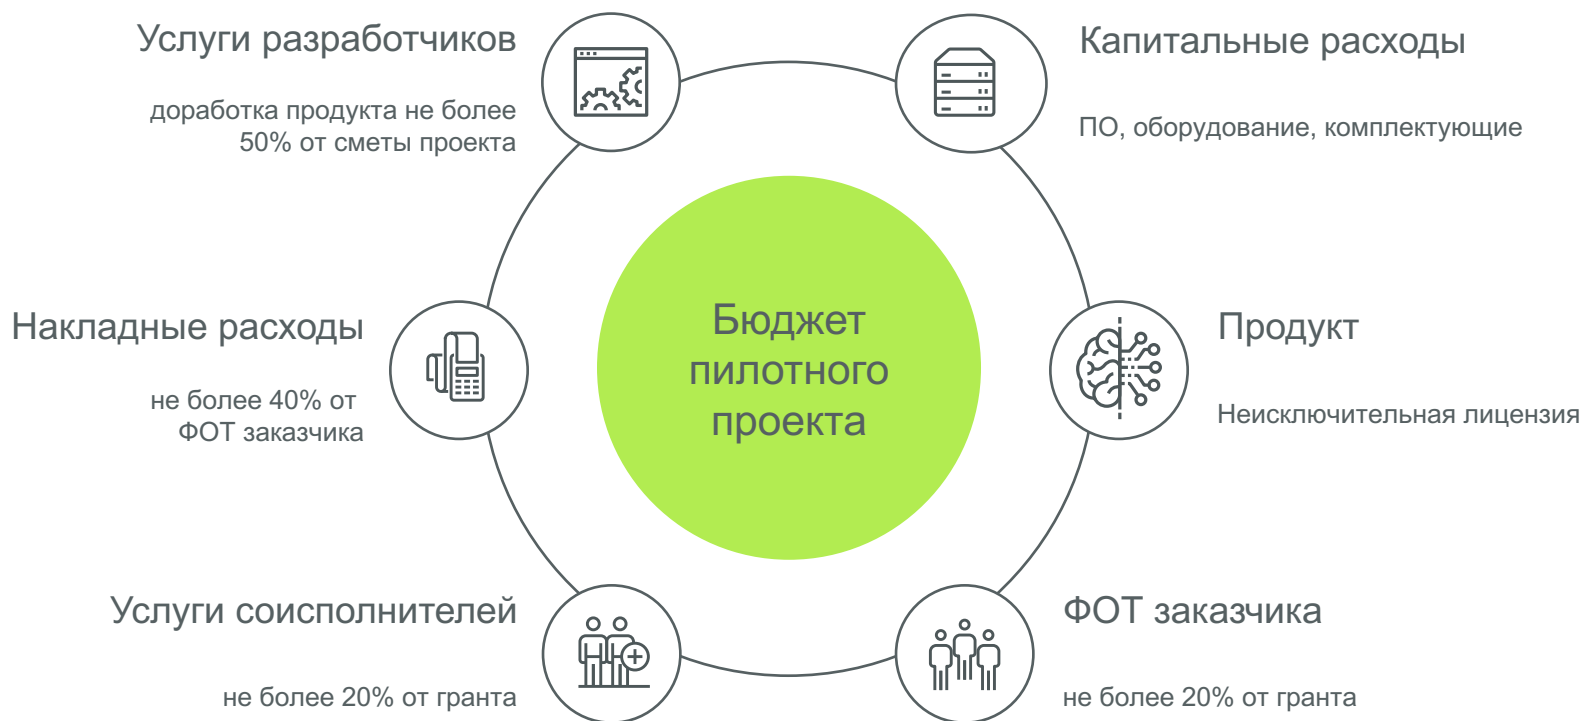 Услуги разработчиков
доработка продукта не более
50% от сметы проекта
Капитальные расходы
ПО, оборудование, комплектующие
Накладные расходы
не более 40% от
ФОТ заказчика
Бюджет
пилотного
проекта
Продукт
Неисключительная лицензия
Услуги соисполнителей
не более 20% от гранта
ФОТ заказчика
не более 20% от гранта